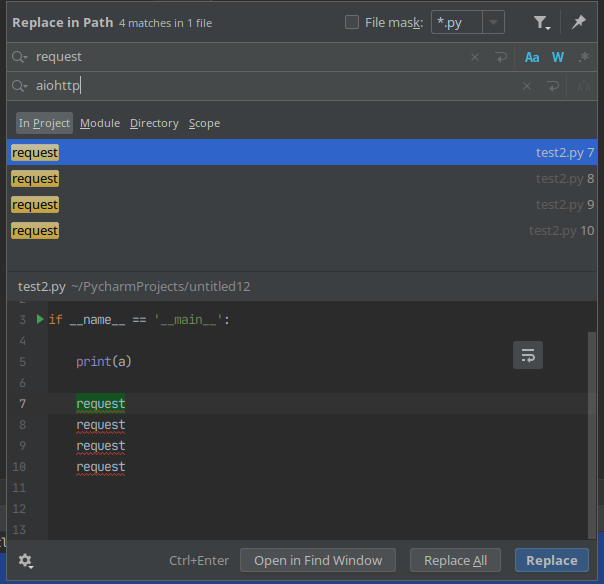 Replace in Path 4 matches in 1 file File mask: *.py
request Aa W .*
aiohttp
In Project Module Directory Scope
request test2.py 7
request test2.py 8
request test2.py 9
request test2.py 10
test2.py ~/PycharmProjects/untitled12
3 if __name__ == '__main__':
4
5 print(a)
6
7 request
8 request
9 request
10 request
11
12
13
Ctrl+Enter Open in Find Window Replace All Replace